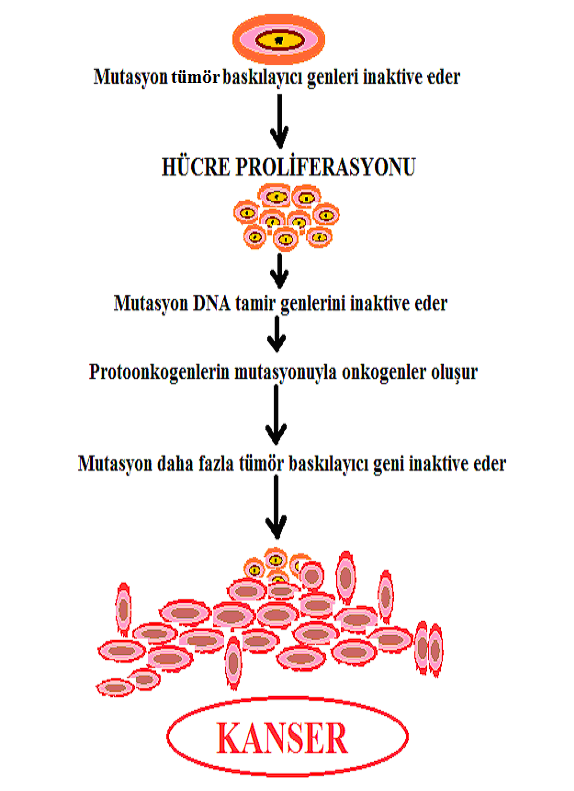 Mutasyon tümör baskılayıcı genleri inaktive eder
HÜCRE PROLİFERASYONU
Mutasyon DNA tamir genlerini inaktive eder
Protoonkogenlerin mutasyonuyla onkogenler oluşur
Mutasyon daha fazla tümör baskılayıcı geni inaktive eder
KANSER